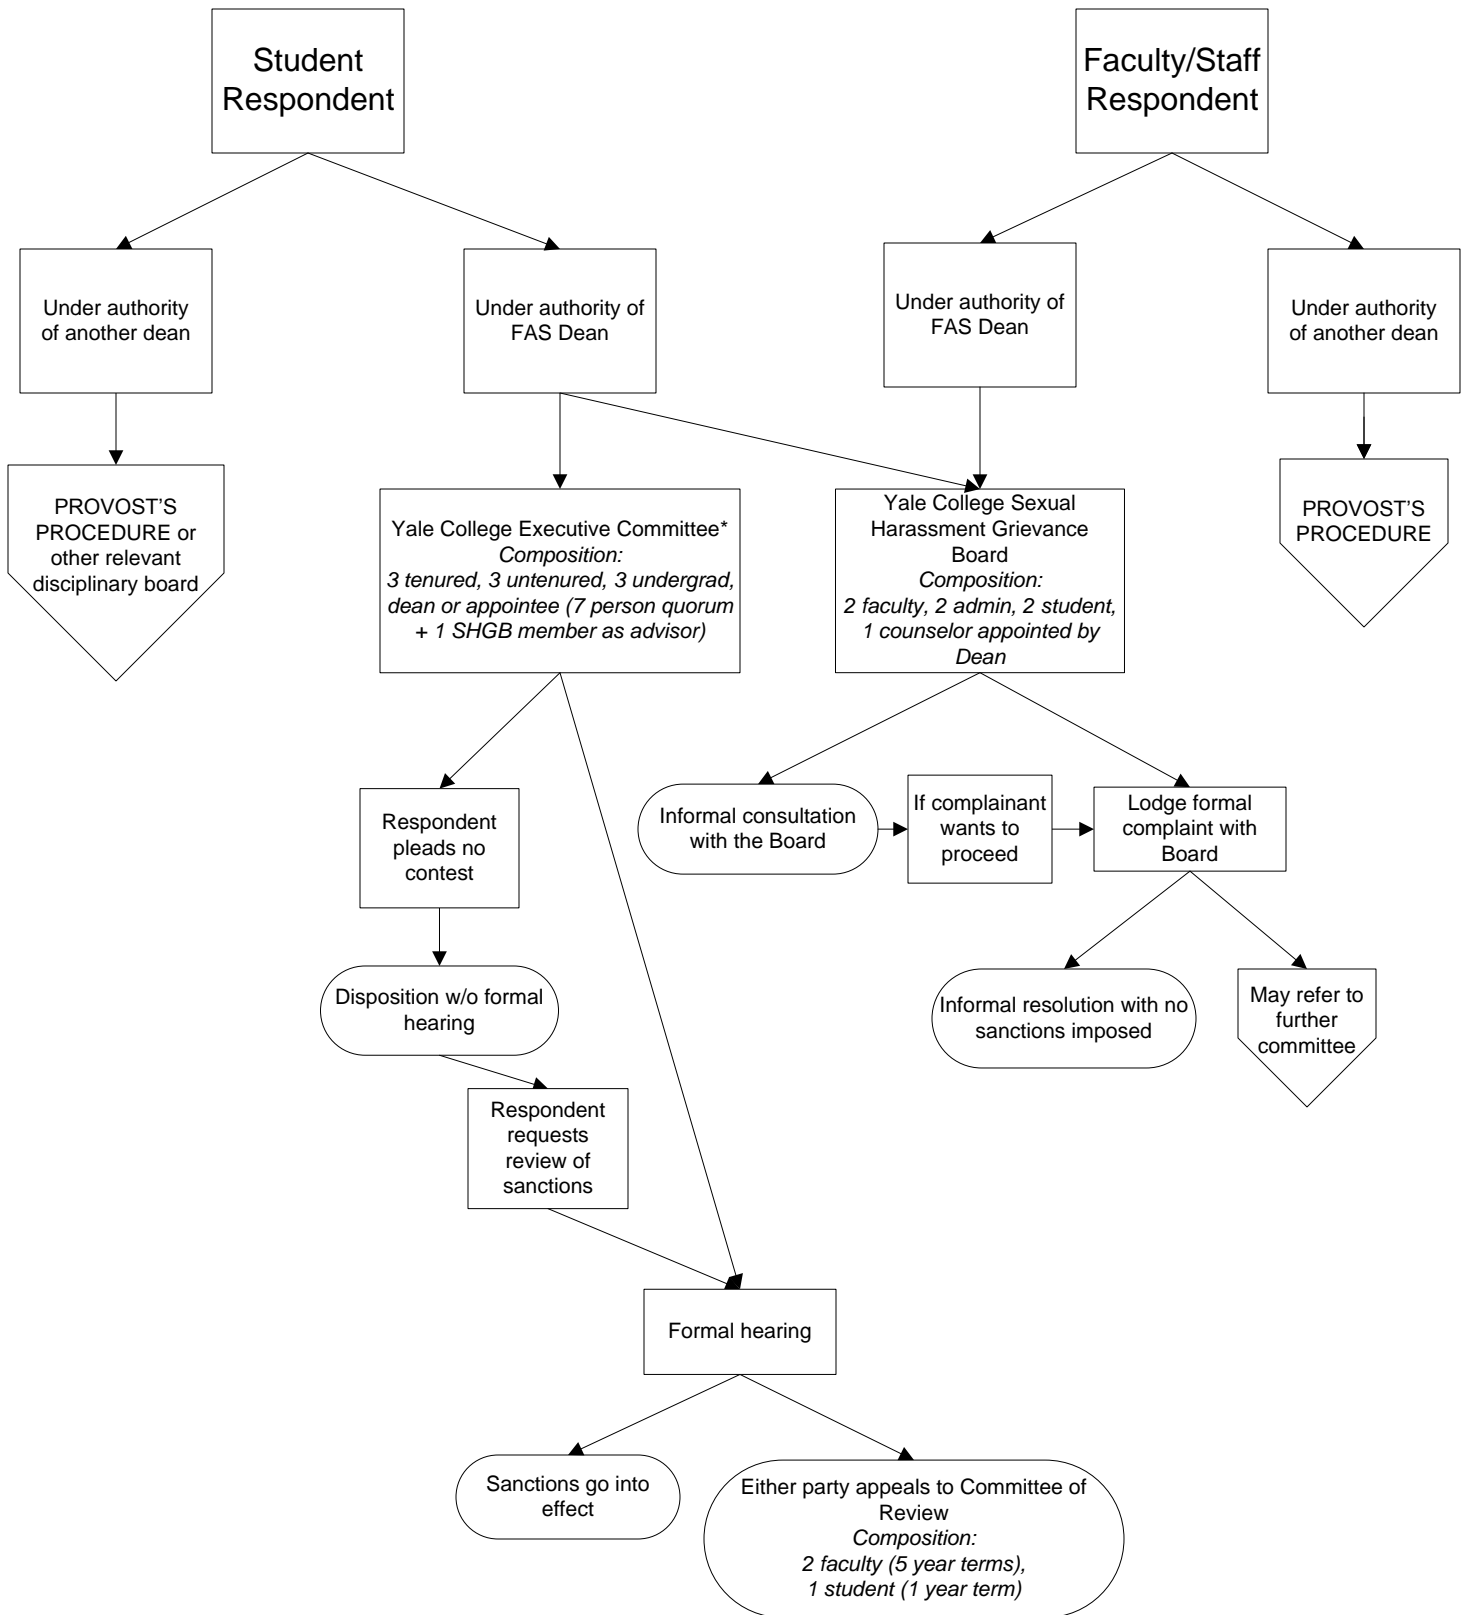 Student
Respondent
Faculty/Staff
Respondent
Under authority
of another dean
Under authority of
FAS Dean
Under authority of
FAS Dean
Under authority
of another dean
PROVOST’S
PROCEDURE or
other relevant
disciplinary board
Yale College Executive Committee*
Composition:
3 tenured, 3 untenured, 3 undergrad,
dean or appointee (7 person quorum
+ 1 SHGB member as advisor)
Yale College Sexual
Harassment Grievance
Board
Composition:
2 faculty, 2 admin, 2 student,
1 counselor appointed by
Dean
PROVOST’S
PROCEDURE
Respondent
pleads no
contest
Informal consultation
with the Board
If complainant
wants to
proceed
Lodge formal
complaint with
Board
Disposition w/o formal
hearing
Informal resolution with no
sanctions imposed
May refer to
further
committee
Respondent
requests
review of
sanctions
Formal hearing
Sanctions go into
effect
Either party appeals to Committee of
Review
Composition:
2 faculty (5 year terms),
1 student (1 year term)